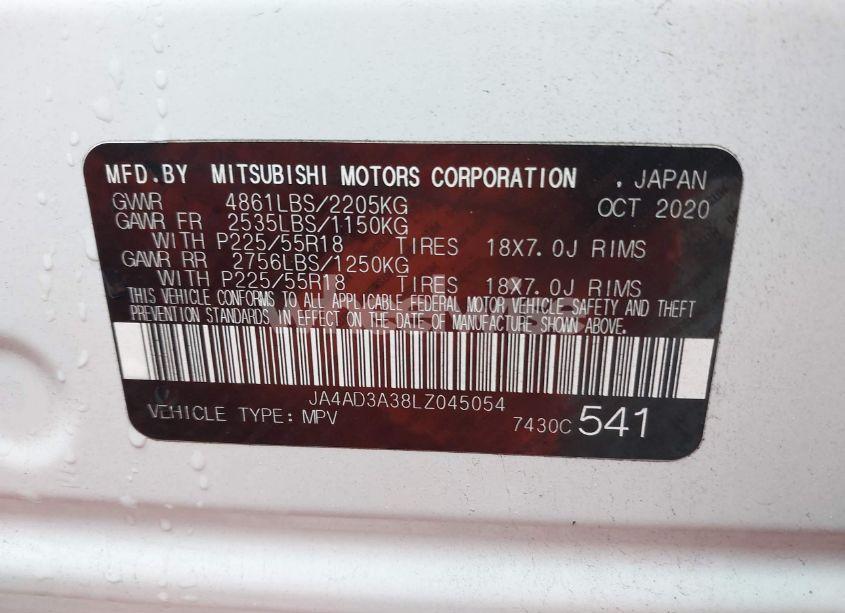 MFD.BY MITSUBISHI MOTORS CORPORATION . JAPAN
GVWR 4861LBS/2205KG OCT 2020
GAWR FR 2535LBS/1150KG
WITH P225/55R18 TIRES 18X7.0J RIMS
GAWR RR 2756LBS/1250KG
WITH P225/55R18 TIRES 18X7.0J RIMS
THIS VEHICLE CONFORMS TO ALL APPLICABLE FEDERAL MOTOR VEHICLE SAFETY AND THEFT
PREVENTION STANDARDS IN EFFECT ON THE DATE OF MANUFACTURE SHOWN ABOVE.
JA4AD3A38LZ045054
VEHICLE TYPE: MPV 7430C 541